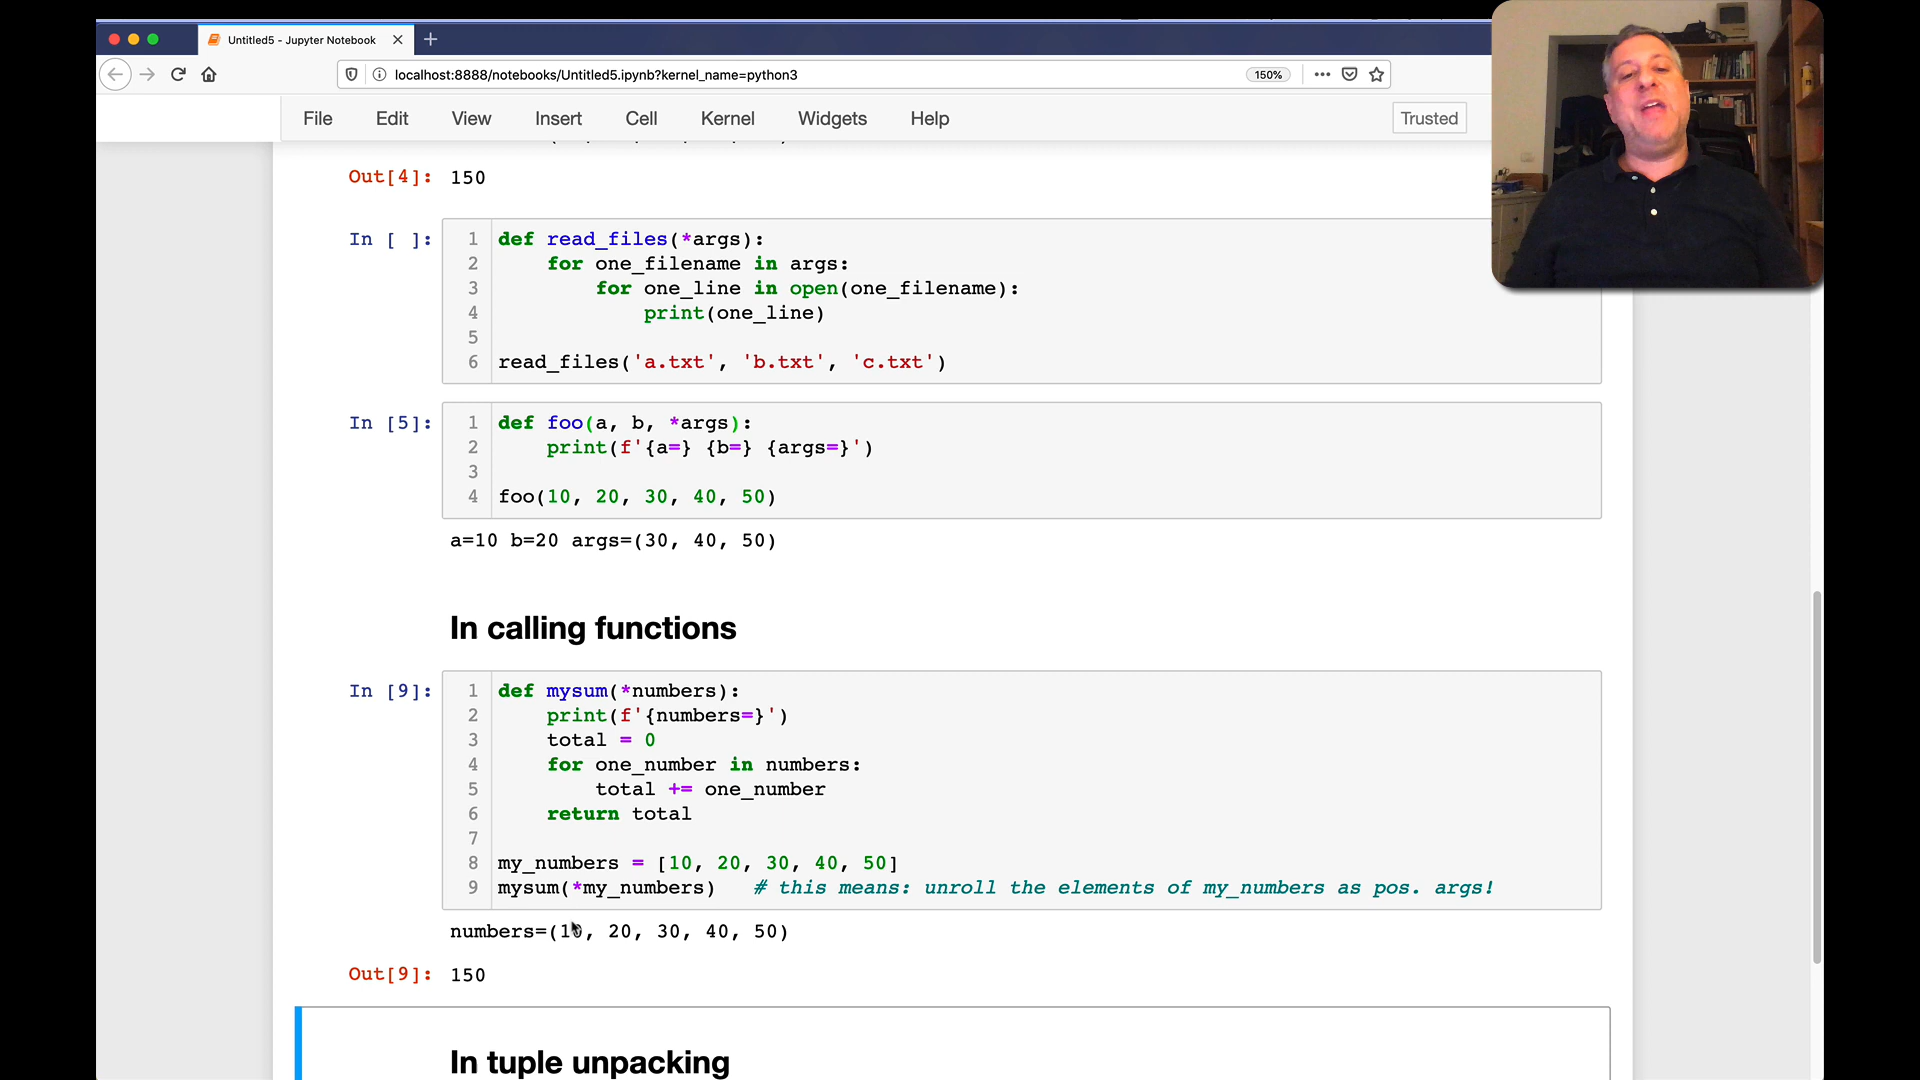 Untitled5 - Jupyter Notebook
localhost:8888/notebooks/Untitled5.ipynb?kernel_name=python3
150%
File Edit View Insert Cell Kernel Widgets Help
Trusted
Out[4]: 150
In [ ]:
1 def read_files(*args):
2     for one_filename in args:
3         for one_line in open(one_filename):
4             print(one_line)
5
6 read_files('a.txt', 'b.txt', 'c.txt')
In [5]:
1 def foo(a, b, *args):
2     print(f'{a=} {b=} {args=}')
3
4 foo(10, 20, 30, 40, 50)
a=10 b=20 args=(30, 40, 50)
In calling functions
In [9]:
1 def mysum(*numbers):
2     print(f'{numbers=}')
3     total = 0
4     for one_number in numbers:
5         total += one_number
6     return total
7
8 my_numbers = [10, 20, 30, 40, 50]
9 mysum(*my_numbers)   # this means: unroll the elements of my_numbers as pos. args!
numbers=(10, 20, 30, 40, 50)
Out[9]: 150
In tuple unpacking